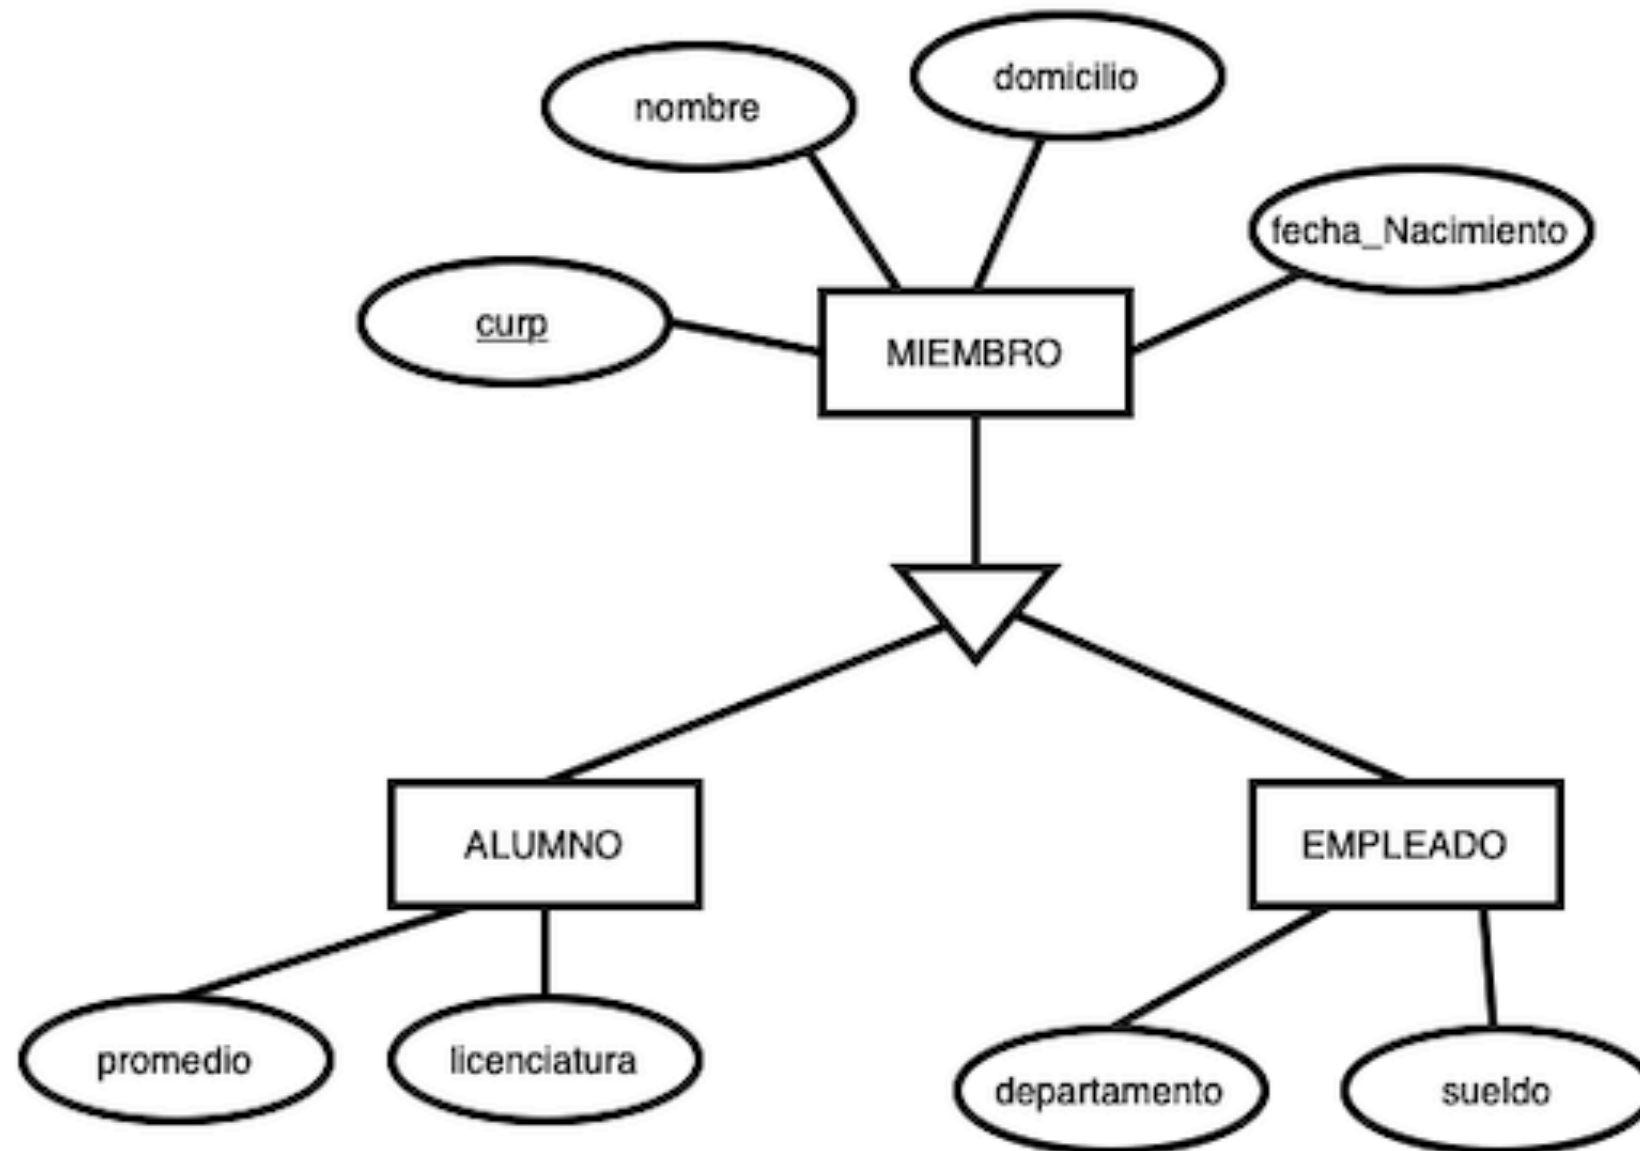 domicilio
nombre
fecha_Nacimiento
curp
MIEMBRO
ALUMNO
EMPLEADO
promedio
licenciatura
departamento
sueldo